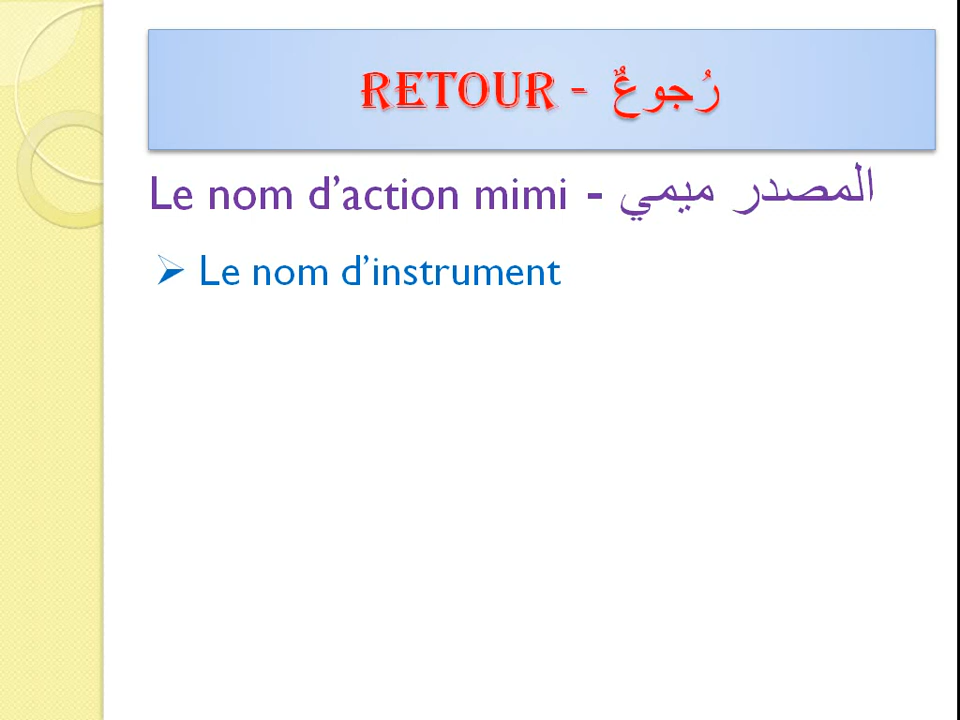 RETOUR - رُجوعٌ
Le nom d’action mimi - المصدر ميمي
➢ Le nom d’instrument